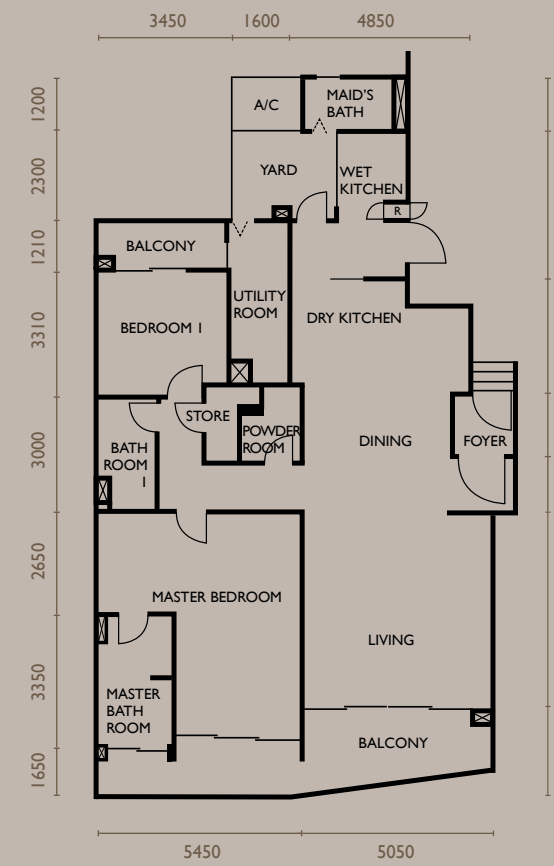 3450 1600 4850
1200
2300
1210
3310
3000
2650
3350
1650
A/C
MAID'S
BATH
YARD
WET
KITCHEN
R
BALCONY
UTILITY
ROOM
BEDROOM 1
DRY KITCHEN
STORE
POWDER
ROOM
DINING
FOYER
BATH
ROOM
1
MASTER BEDROOM
LIVING
MASTER
BATH
ROOM
BALCONY
5450 5050